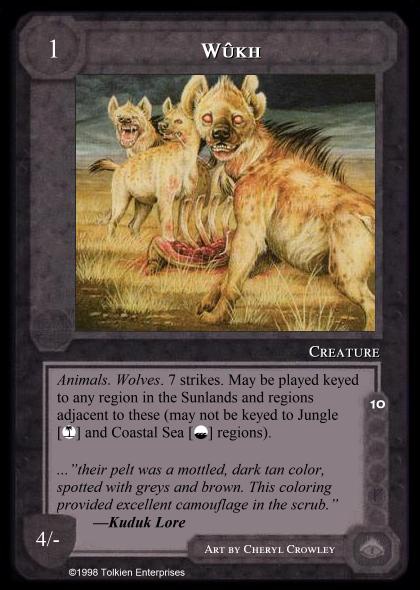 1
WÛKH
CREATURE
Animals. Wolves. 7 strikes. May be played keyed
to any region in the Sunlands and regions
adjacent to these (may not be keyed to Jungle
[ ] and Coastal Sea [ ] regions).
10
..."their pelt was a mottled, dark tan color,
spotted with greys and brown. This coloring
provided excellent camouflage in the scrub."
—Kuduk Lore
4/-
ART BY CHERYL CROWLEY
©1998 Tolkien Enterprises